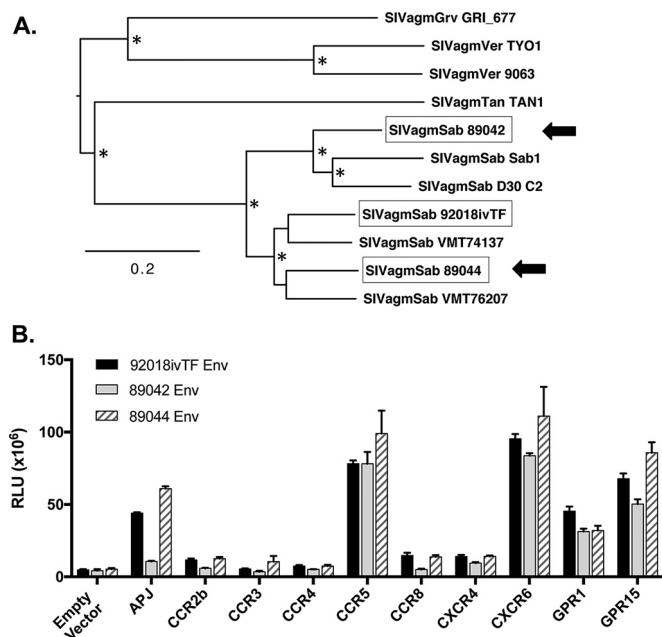 A.
SIVagmGrv GRI_677
SIVagmVer TYO1
SIVagmVer 9063
SIVagmTan TAN1
SIVagmSab 89042
SIVagmSab Sab1
SIVagmSab D30 C2
SIVagmSab 92018ivTF
SIVagmSab VMT74137
SIVagmSab 89044
SIVagmSab VMT76207
* * * * * * *
0.2
B.
150
100
50
0
RLU (x10⁶)
92018ivTF Env
89042 Env
89044 Env
Empty Vector
APJ
CCR2b
CCR3
CCR4
CCR5
CCR8
CXCR4
CXCR6
GPR1
GPR15